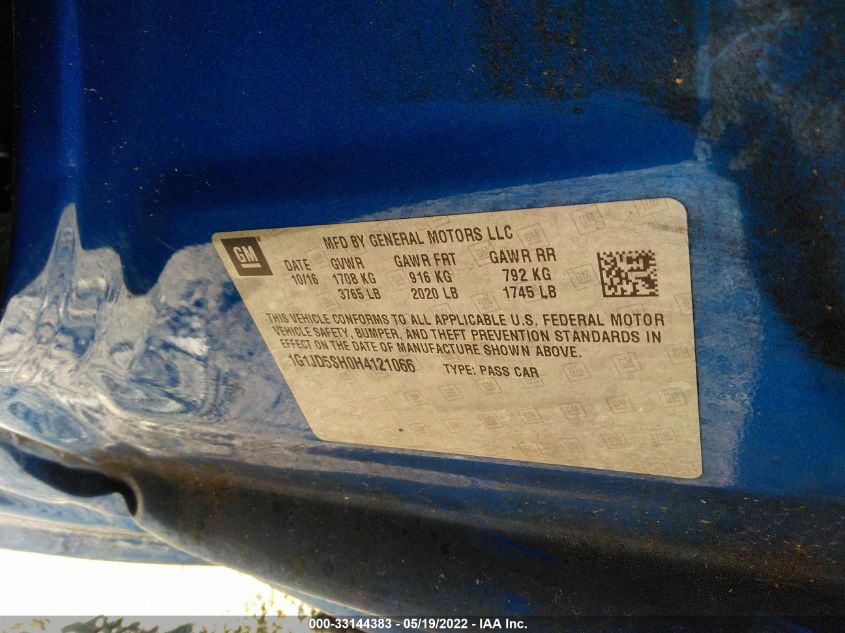 GM
MFD BY GENERAL MOTORS LLC
DATE GVWR GAWR FRT GAWR RR
10/16 1708 KG 916 KG 792 KG
3765 LB 2020 LB 1745 LB
THIS VEHICLE CONFORMS TO ALL APPLICABLE U.S. FEDERAL MOTOR
VEHICLE SAFETY, BUMPER, AND THEFT PREVENTION STANDARDS IN
EFFECT ON THE DATE OF MANUFACTURE SHOWN ABOVE.
1G1JD5SH0H4121066 TYPE: PASS CAR
000-33144383 - 05/19/2022 - IAA Inc.